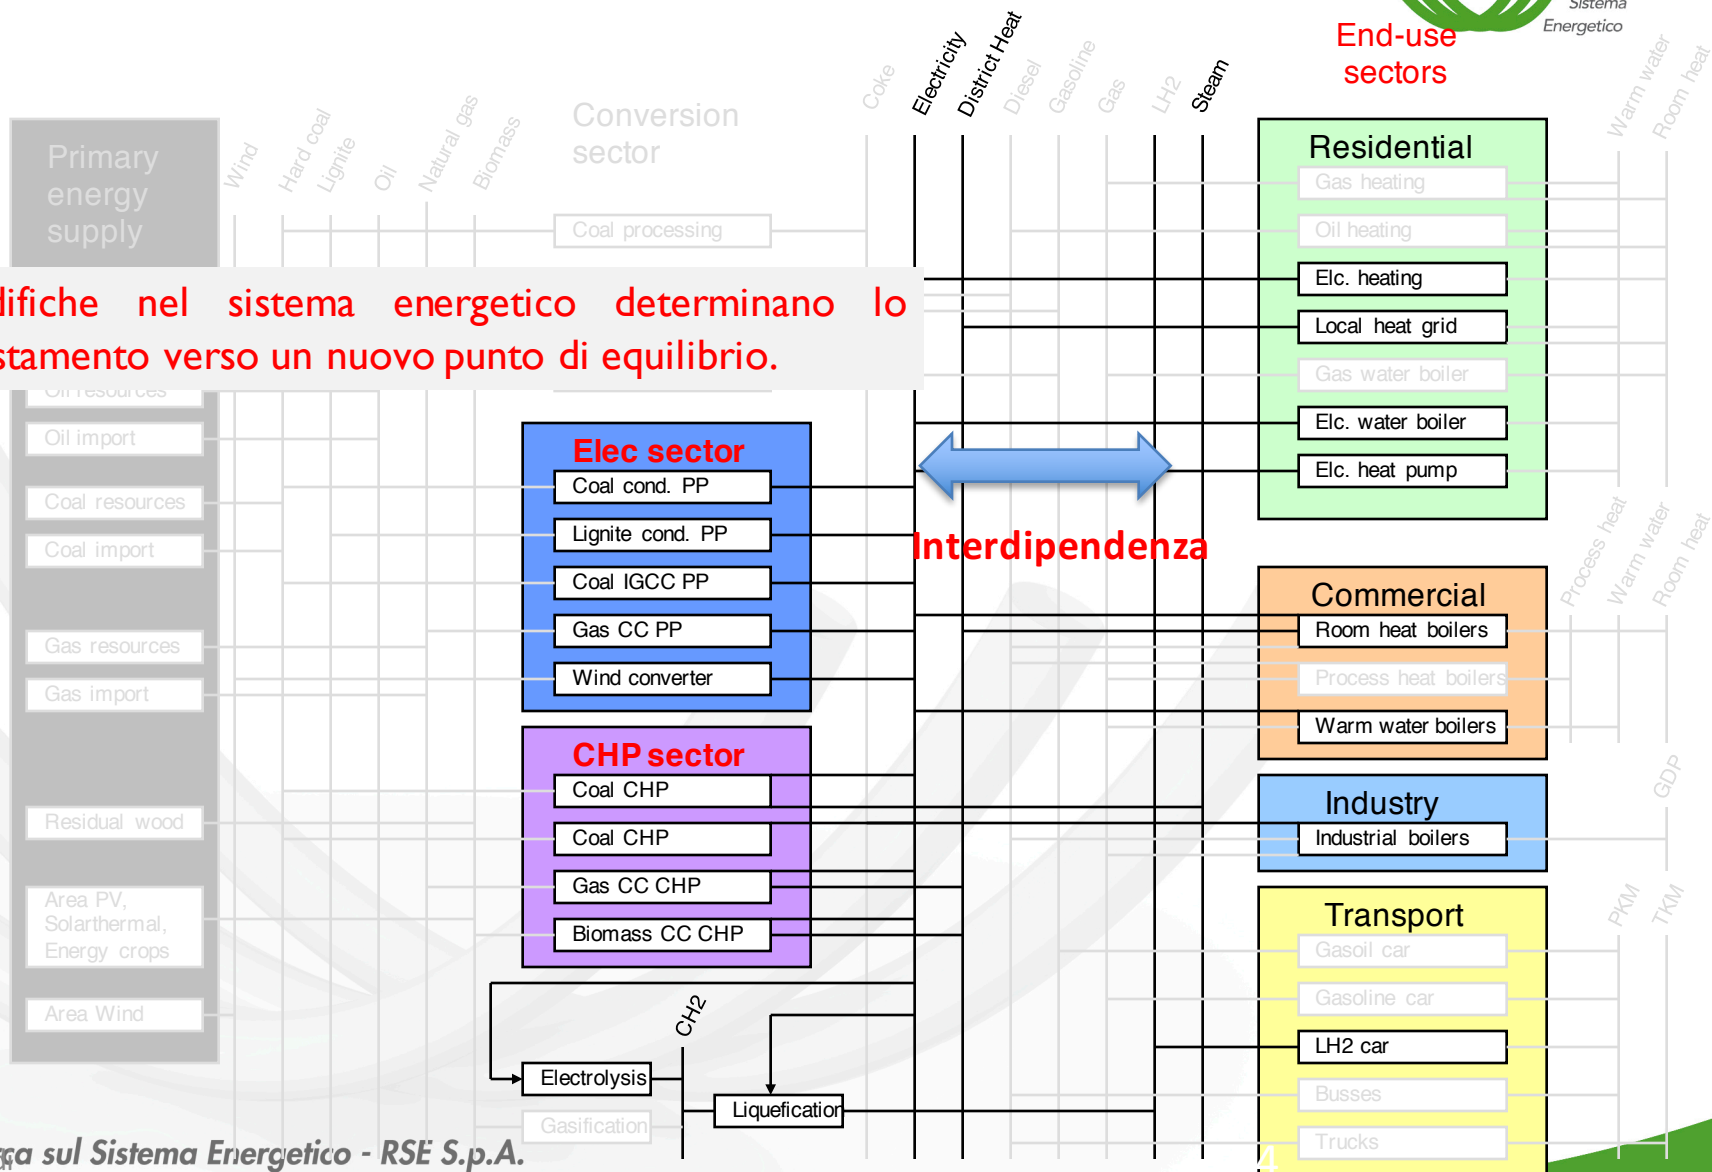 Sistema
Energetico
End-use
sectors
Primary
energy
supply
Wind
Hard coal
Lignite
Oil
Natural gas
Biomass
Conversion
sector
Coke
Electricity
District Heat
Diesel
Gasoline
Gas
LH2
Steam
Warm water
Room heat
Coal processing
difiche nel sistema energetico determinano lo
stamento verso un nuovo punto di equilibrio.
Oil resources
Oil import
Coal resources
Coal import
Gas resources
Gas import
Residual wood
Area PV,
Solarthermal,
Energy crops
Area Wind
Elec sector
Coal cond. PP
Lignite cond. PP
Coal IGCC PP
Gas CC PP
Wind converter
CHP sector
Coal CHP
Coal CHP
Gas CC CHP
Biomass CC CHP
CH2
Electrolysis
Gasification
Liquefication
Interdipendenza
Residential
Gas heating
Oil heating
Elc. heating
Local heat grid
Gas water boiler
Elc. water boiler
Elc. heat pump
Process heat
Warm water
Room heat
Commercial
Room heat boilers
Process heat boilers
Warm water boilers
GDP
Industry
Industrial boilers
PKM
TKM
Transport
Gasoil car
Gasoline car
LH2 car
Busses
Trucks
sul Sistema Energetico - RSE S.p.A.
4